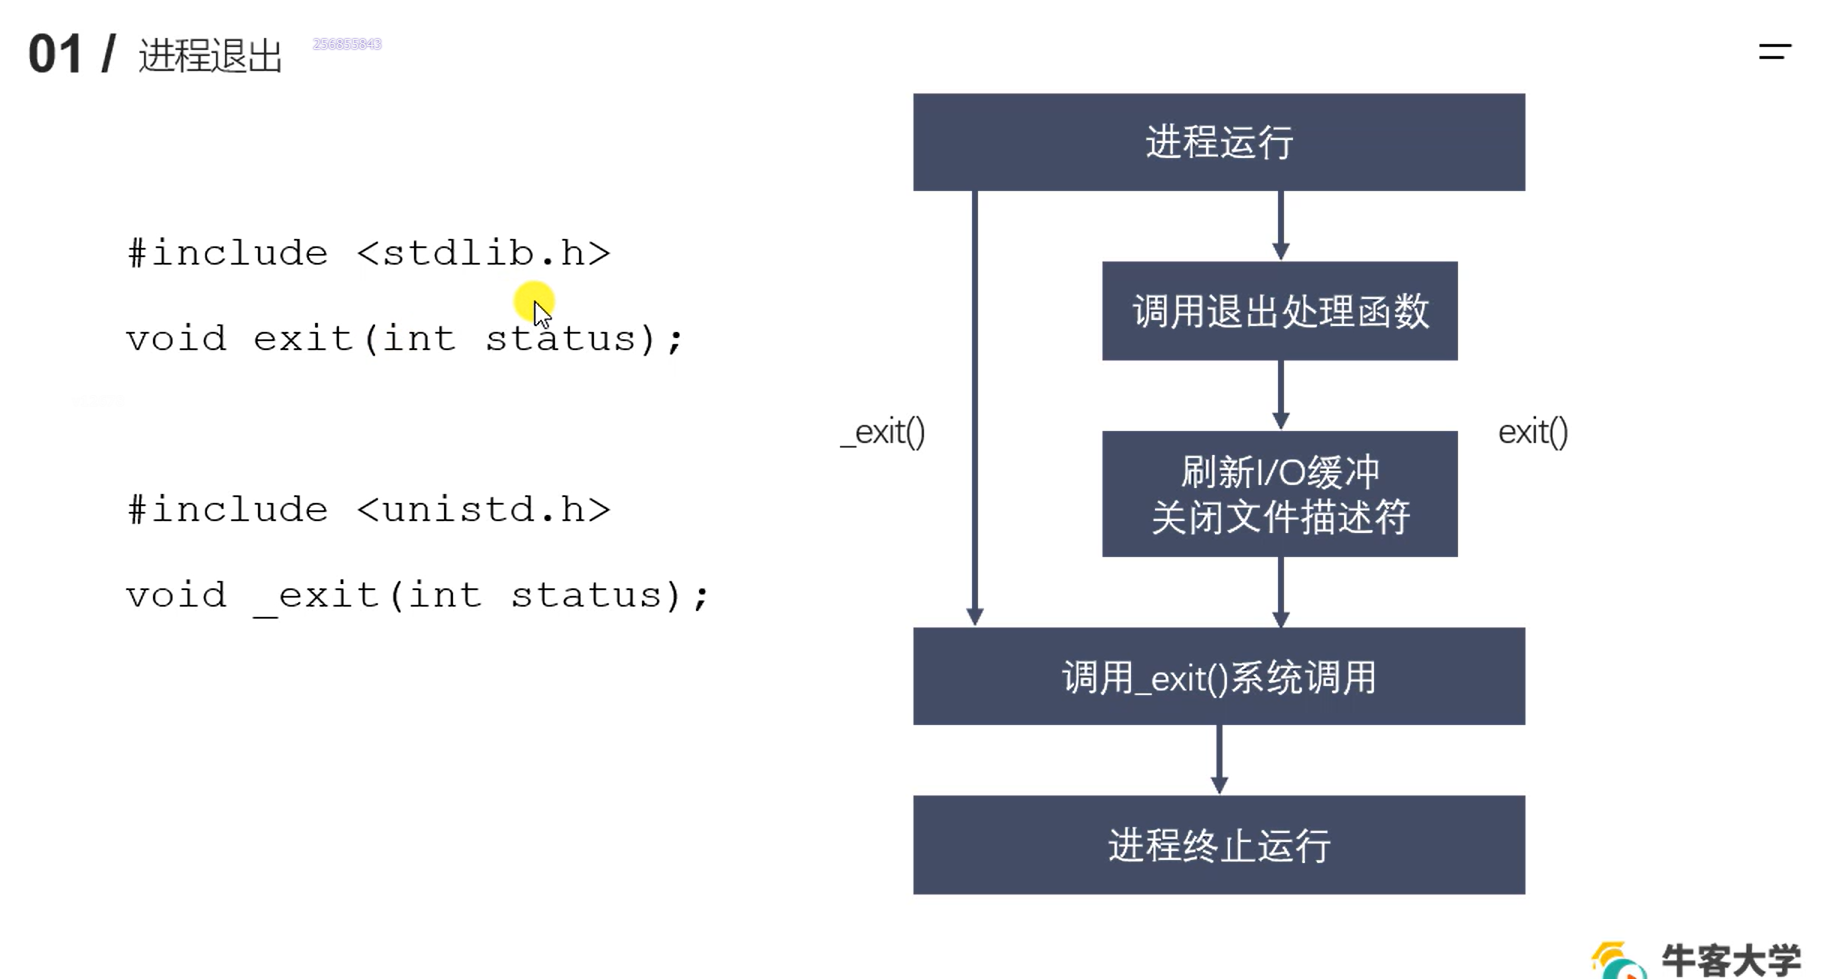 01 / 进程退出
256855843
#include <stdlib.h>
void exit(int status);
#include <unistd.h>
void _exit(int status);
进程运行
调用退出处理函数
_exit()
exit()
刷新I/O缓冲
关闭文件描述符
调用_exit()系统调用
进程终止运行
牛客大学